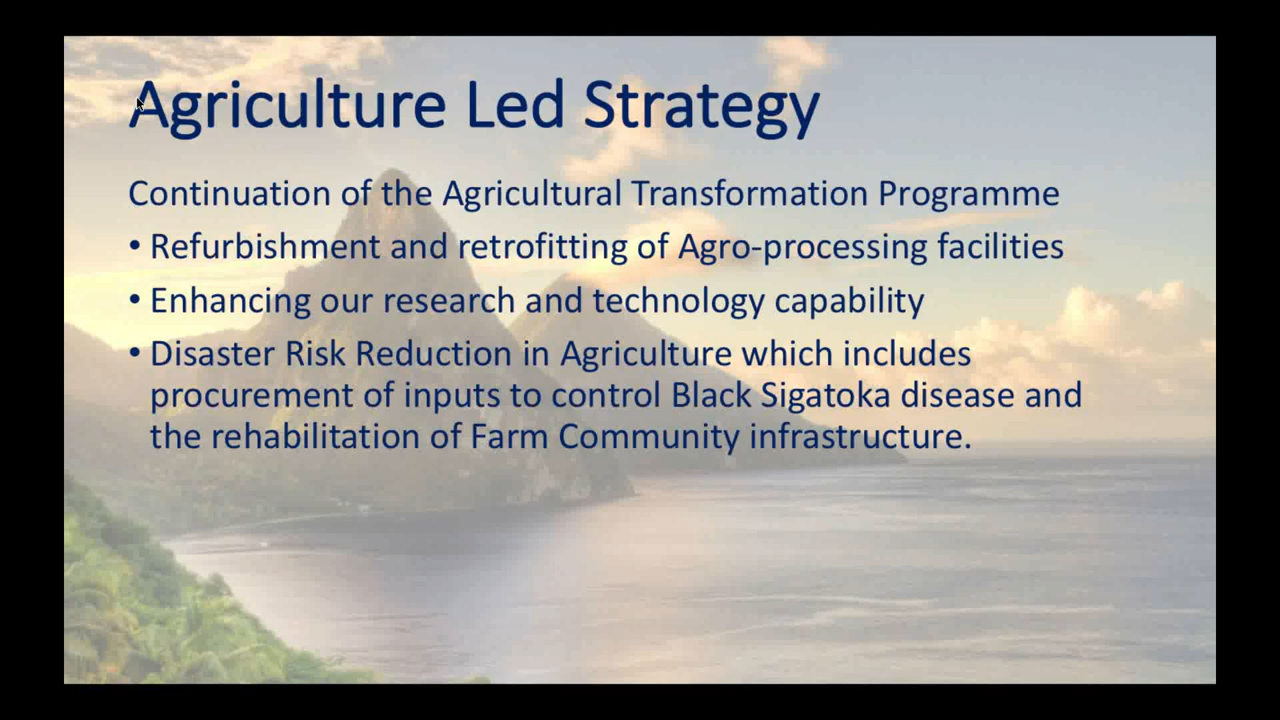 Agriculture Led Strategy
Continuation of the Agricultural Transformation Programme
• Refurbishment and retrofitting of Agro-processing facilities
• Enhancing our research and technology capability
• Disaster Risk Reduction in Agriculture which includes
procurement of inputs to control Black Sigatoka disease and
the rehabilitation of Farm Community infrastructure.